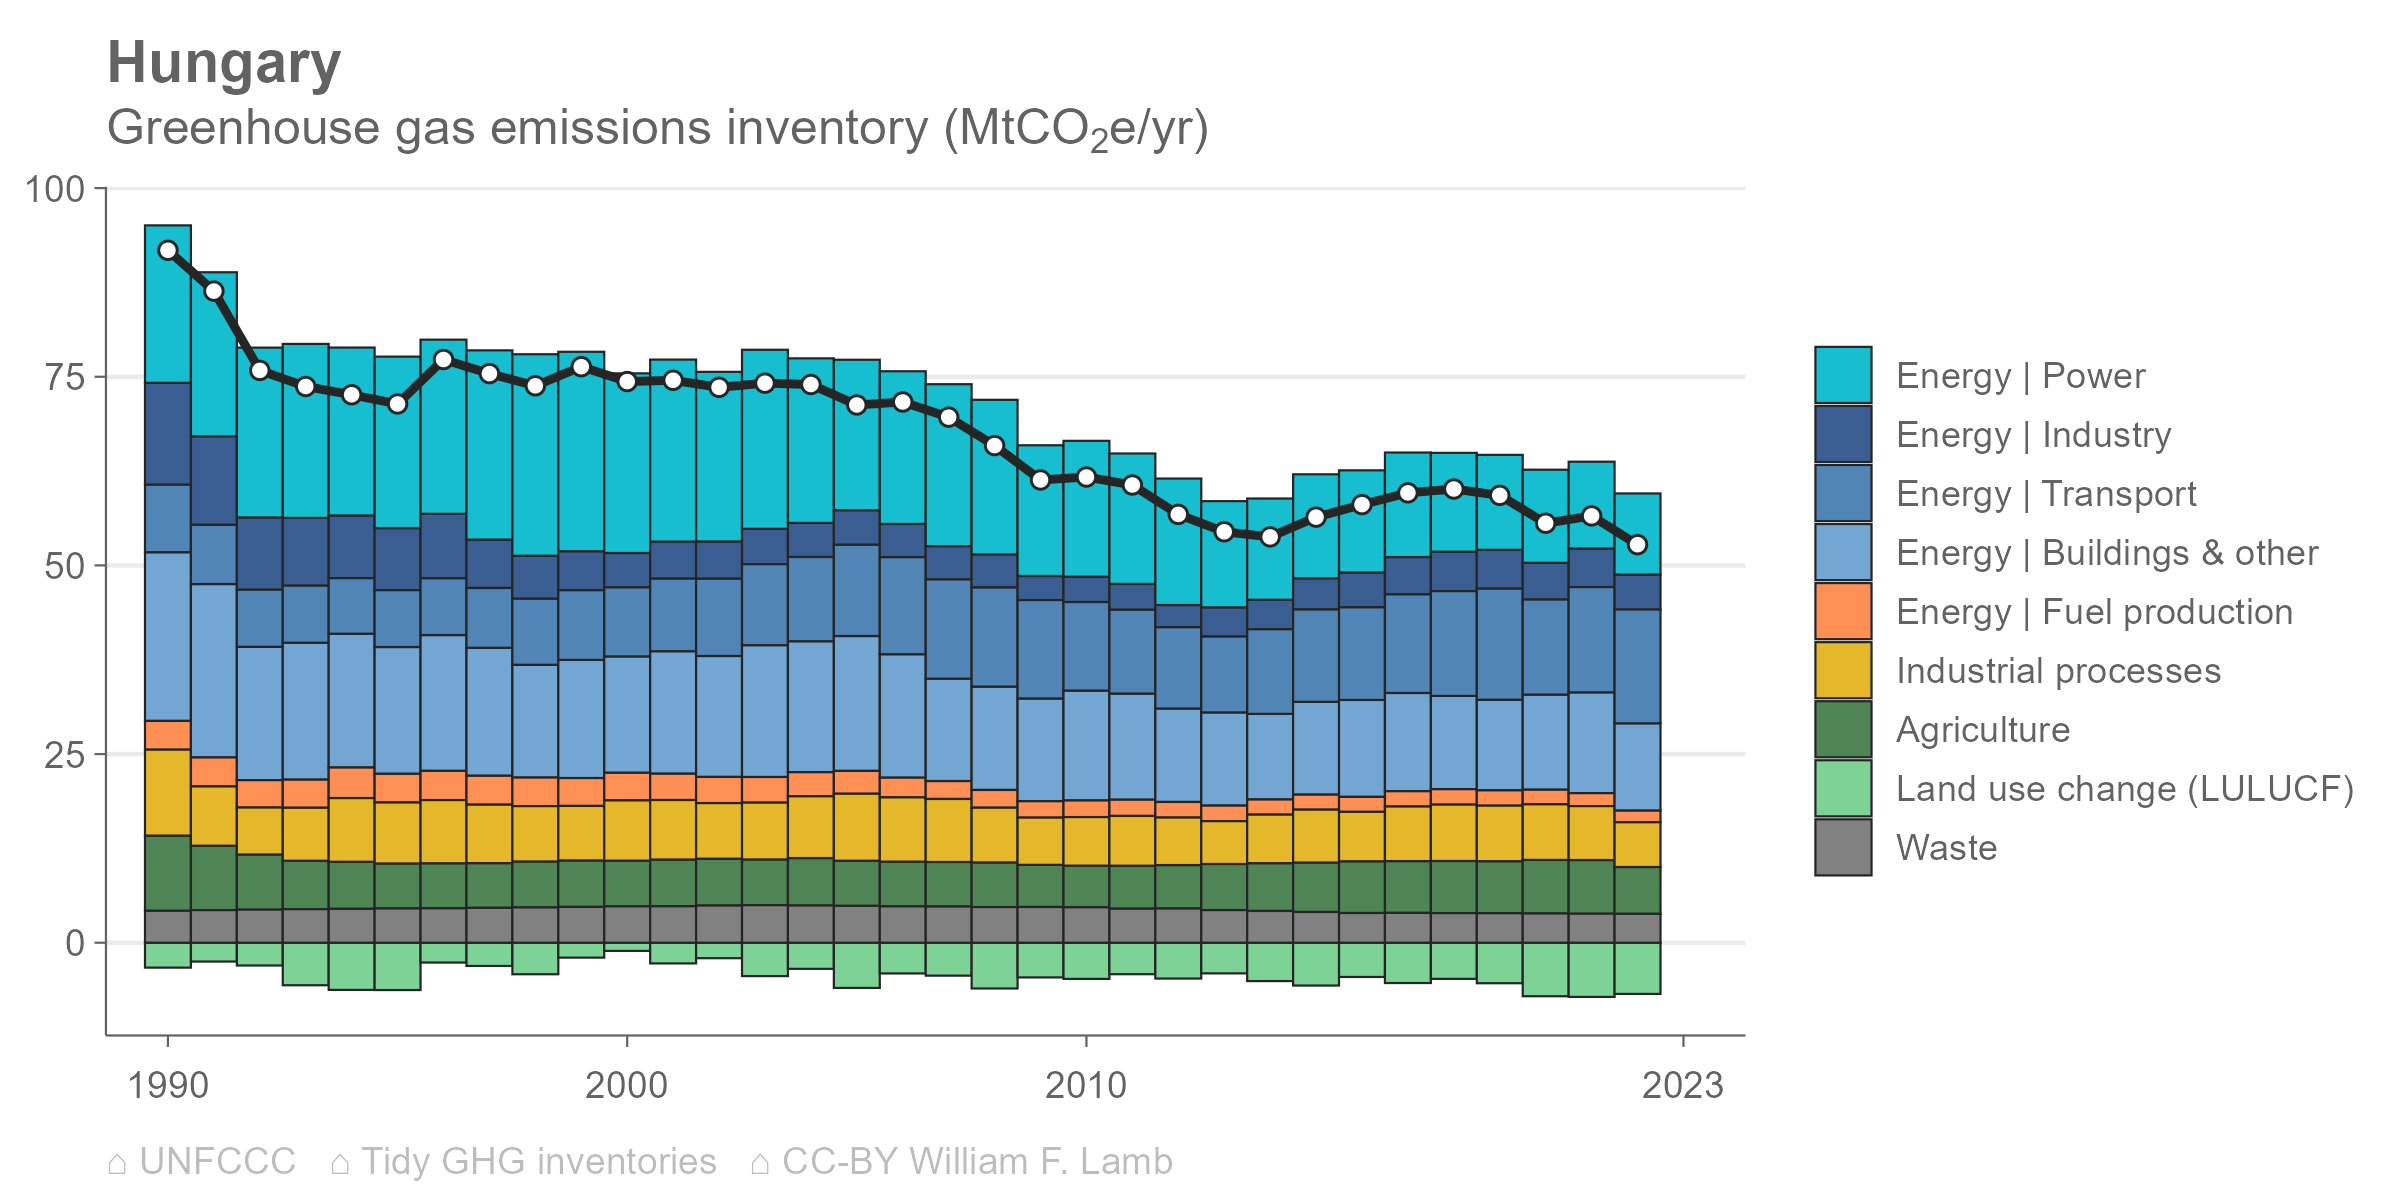 Hungary
Greenhouse gas emissions inventory (MtCO₂e/yr)
100
75
50
25
0
1990 2000 2010 2023
Energy | Power
Energy | Industry
Energy | Transport
Energy | Buildings & other
Energy | Fuel production
Industrial processes
Agriculture
Land use change (LULUCF)
Waste
⌂ UNFCCC ⌂ Tidy GHG inventories ⌂ CC-BY William F. Lamb